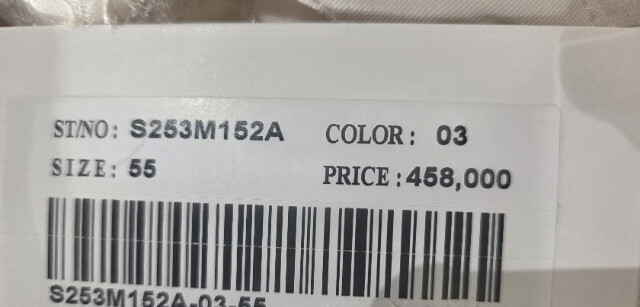 ST/NO: S253M152A COLOR: 03
SIZE: 55 PRICE:458,000
S253M152A-03-55